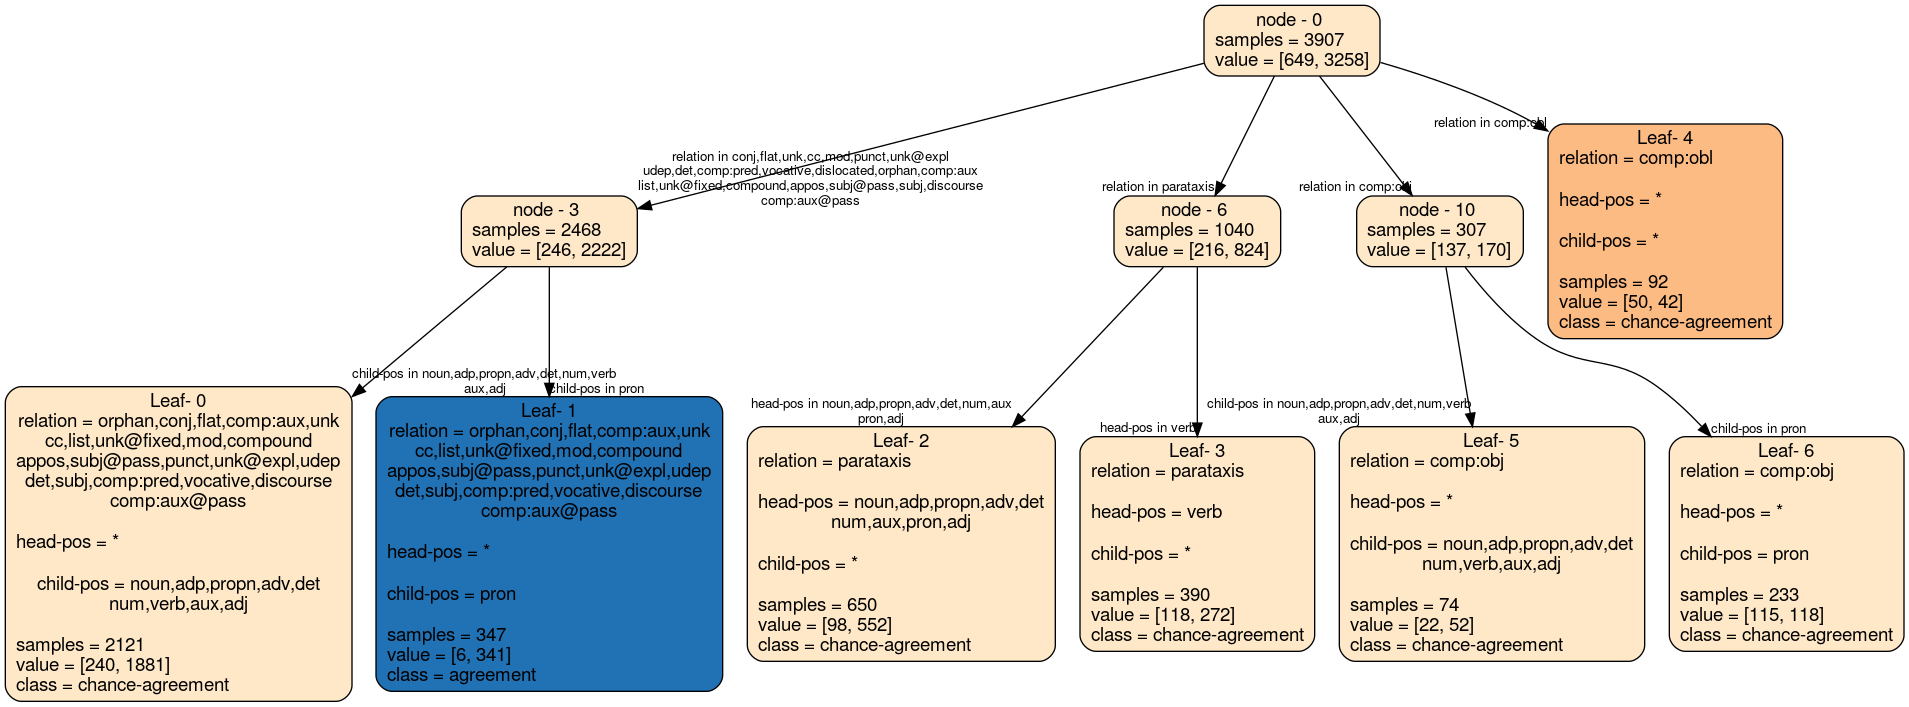 node - 0
samples = 3907
value = [649, 3258]
relation in conj,flat,unk,cc,mod,punct,unk@expl
udep,det,comp:pred,vocative,dislocated,orphan,comp:aux
list,unk@fixed,compound,appos,subj@pass,subj,discourse
comp:aux@pass
relation in parataxis
relation in comp:obj
relation in comp:obl
node - 3
samples = 2468
value = [246, 2222]
node - 6
samples = 1040
value = [216, 824]
node - 10
samples = 307
value = [137, 170]
Leaf- 4
relation = comp:obl
head-pos = *
child-pos = *
samples = 92
value = [50, 42]
class = chance-agreement
child-pos in noun,adp,propn,adv,det,num,verb
aux,adj
child-pos in pron
head-pos in noun,adp,propn,adv,det,num,aux
pron,adj
head-pos in verb
child-pos in noun,adp,propn,adv,det,num,verb
aux,adj
child-pos in pron
Leaf- 0
relation = orphan,conj,flat,comp:aux,unk
cc,list,unk@fixed,mod,compound
appos,subj@pass,punct,unk@expl,udep
det,subj,comp:pred,vocative,discourse
comp:aux@pass
head-pos = *
child-pos = noun,adp,propn,adv,det
num,verb,aux,adj
samples = 2121
value = [240, 1881]
class = chance-agreement
Leaf- 1
relation = orphan,conj,flat,comp:aux,unk
cc,list,unk@fixed,mod,compound
appos,subj@pass,punct,unk@expl,udep
det,subj,comp:pred,vocative,discourse
comp:aux@pass
head-pos = *
child-pos = pron
samples = 347
value = [6, 341]
class = agreement
Leaf- 2
relation = parataxis
head-pos = noun,adp,propn,adv,det
num,aux,pron,adj
child-pos = *
samples = 650
value = [98, 552]
class = chance-agreement
Leaf- 3
relation = parataxis
head-pos = verb
child-pos = *
samples = 390
value = [118, 272]
class = chance-agreement
Leaf- 5
relation = comp:obj
head-pos = *
child-pos = noun,adp,propn,adv,det
num,verb,aux,adj
samples = 74
value = [22, 52]
class = chance-agreement
Leaf- 6
relation = comp:obj
head-pos = *
child-pos = pron
samples = 233
value = [115, 118]
class = chance-agreement